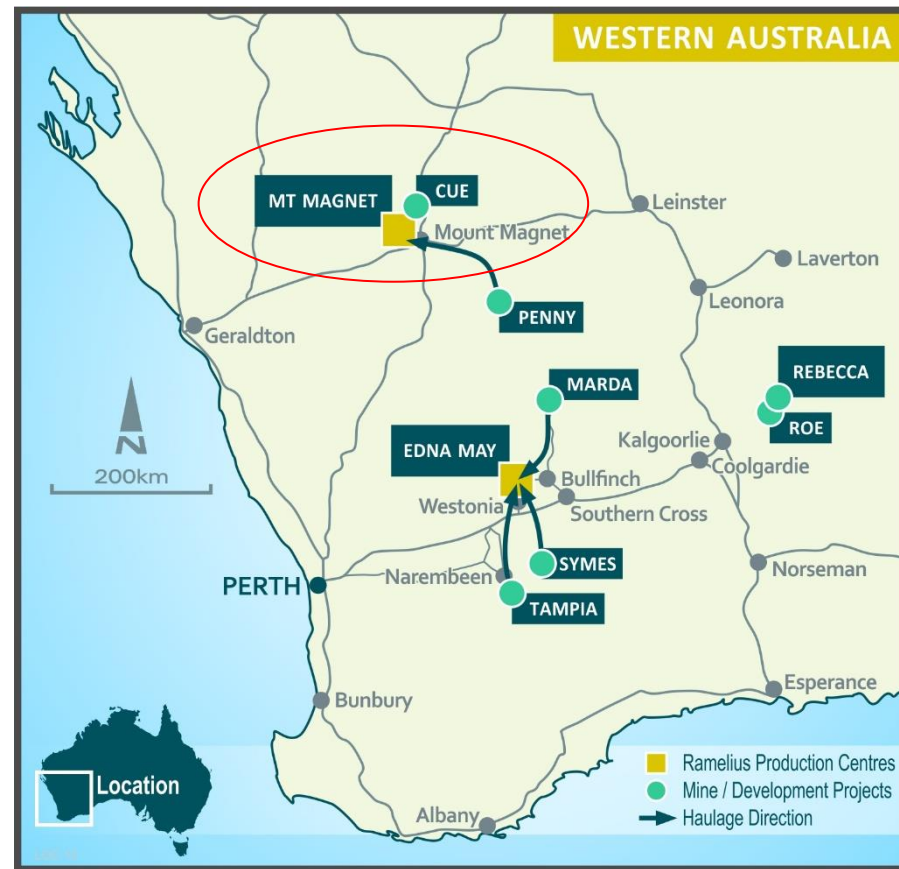 WESTERN AUSTRALIA
CUE
MT MAGNET
Leinster
Mount Magnet
Laverton
Leonora
PENNY
Geraldton
REBECCA
MARDA
ROE
N
Kalgoorlie
EDNA MAY
Coolgardie
200km
Bullfinch
Westonia
Southern Cross
SYMES
Norseman
Narembeen
PERTH
TAMPIA
Esperance
Bunbury
Ramelius Production Centres
Location
Mine / Development Projects
Albany
Haulage Direction